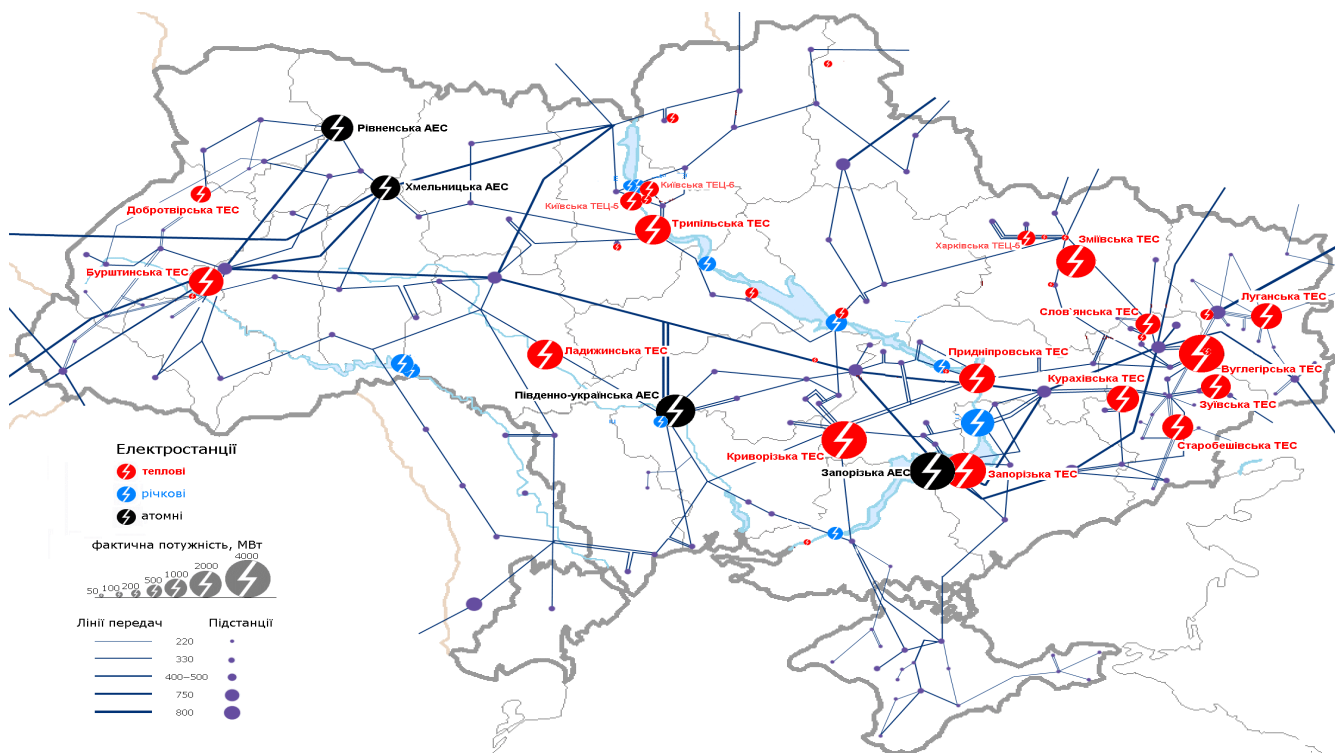 Рівненська АЕС
Хмельницька АЕС
Добротвірська ТЕС
Бурштинська ТЕС
Київська ТЕЦ-6
Київська ТЕЦ-5
Трипільська ТЕС
Харківська ТЕЦ-5
Зміївська ТЕС
Луганська ТЕС
Слов`янська ТЕС
Ладижинська ТЕС
Придніпровська ТЕС
Вуглегірська ТЕС
Курахівська ТЕС
Зуївська ТЕС
Південно-українська АЕС
Старобешівська ТЕС
Криворізька ТЕС
Запорізька АЕС
Запорізька ТЕС
Електростанції
теплові
річкові
атомні
фактична потужність, МВт
50 100 200 500 1000 2000 4000
Лінії передач Підстанції
220
330
400–500
750
800